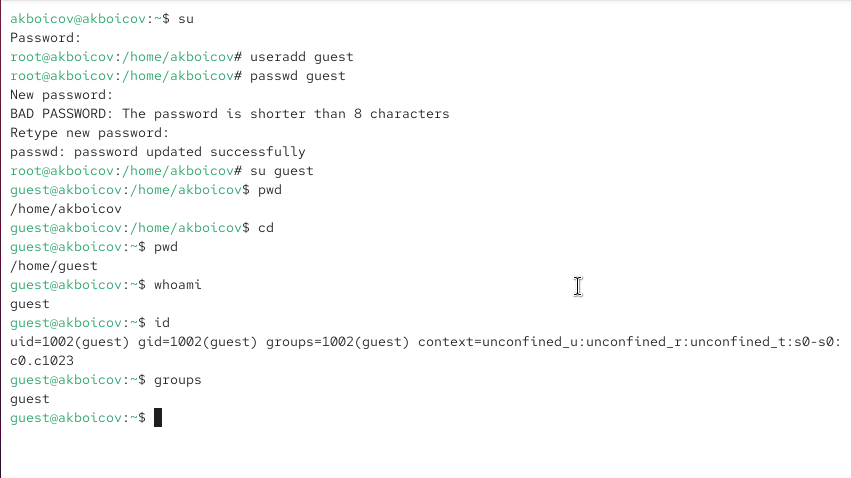 akboicov@akboicov:~$ su
Password:
root@akboicov:/home/akboicov# useradd guest
root@akboicov:/home/akboicov# passwd guest
New password:
BAD PASSWORD: The password is shorter than 8 characters
Retype new password:
passwd: password updated successfully
root@akboicov:/home/akboicov# su guest
guest@akboicov:/home/akboicov$ pwd
/home/akboicov
guest@akboicov:/home/akboicov$ cd
guest@akboicov:~$ pwd
/home/guest
guest@akboicov:~$ whoami
guest
guest@akboicov:~$ id
uid=1002(guest) gid=1002(guest) groups=1002(guest) context=unconfined_u:unconfined_r:unconfined_t:s0-s0:
c0.c1023
guest@akboicov:~$ groups
guest
guest@akboicov:~$